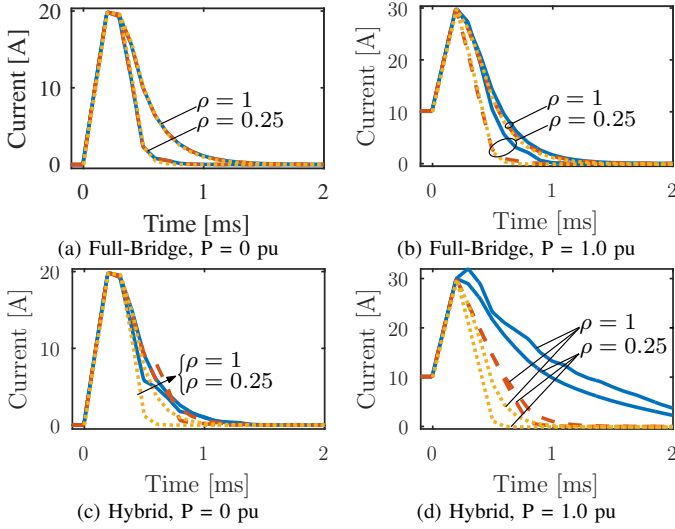 20
10
0
Current [A]
ρ = 1
ρ = 0.25
0
1
2
Time [ms]
(a) Full-Bridge, P = 0 pu
30
20
10
0
Current [A]
ρ = 1
ρ = 0.25
0
1
2
Time [ms]
(b) Full-Bridge, P = 1.0 pu
20
10
0
Current [A]
ρ = 1
ρ = 0.25
0
1
2
Time [ms]
(c) Hybrid, P = 0 pu
30
20
10
0
Current [A]
ρ = 1
ρ = 0.25
0
1
2
Time [ms]
(d) Hybrid, P = 1.0 pu